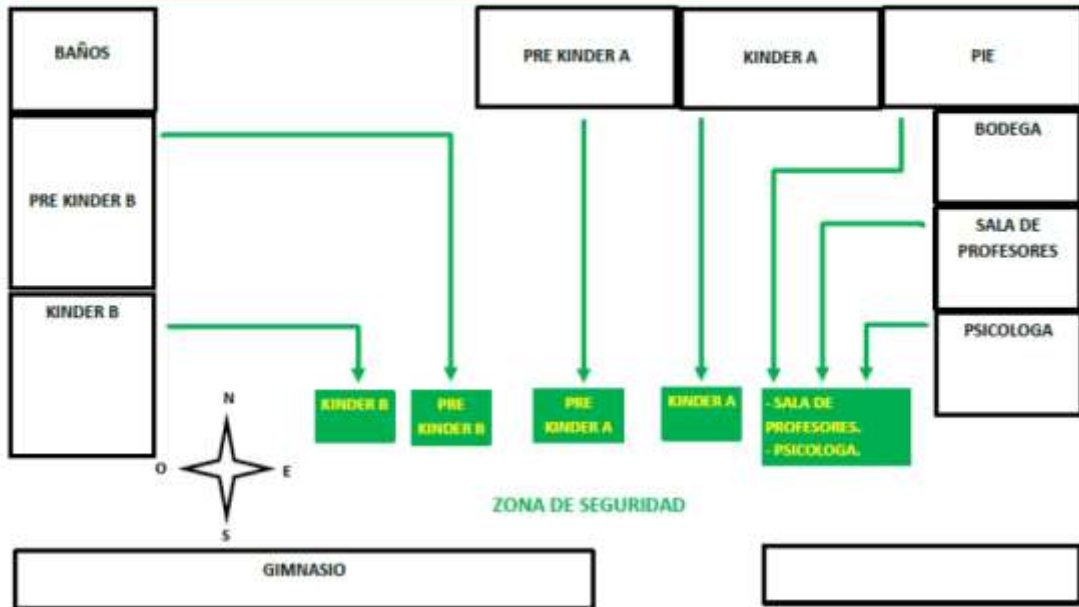 BAÑOS
PRE KINDER A
KINDER A
PIE
BODEGA
PRE KINDER B
SALA DE
PROFESORES
KINDER B
PSICOLOGA
KINDER B
PRE
KINDER B
PRE
KINDER A
KINDER A
- SALA DE
PROFESORES.
- PSICOLOGA.
N
O
E
S
ZONA DE SEGURIDAD
GIMNASIO